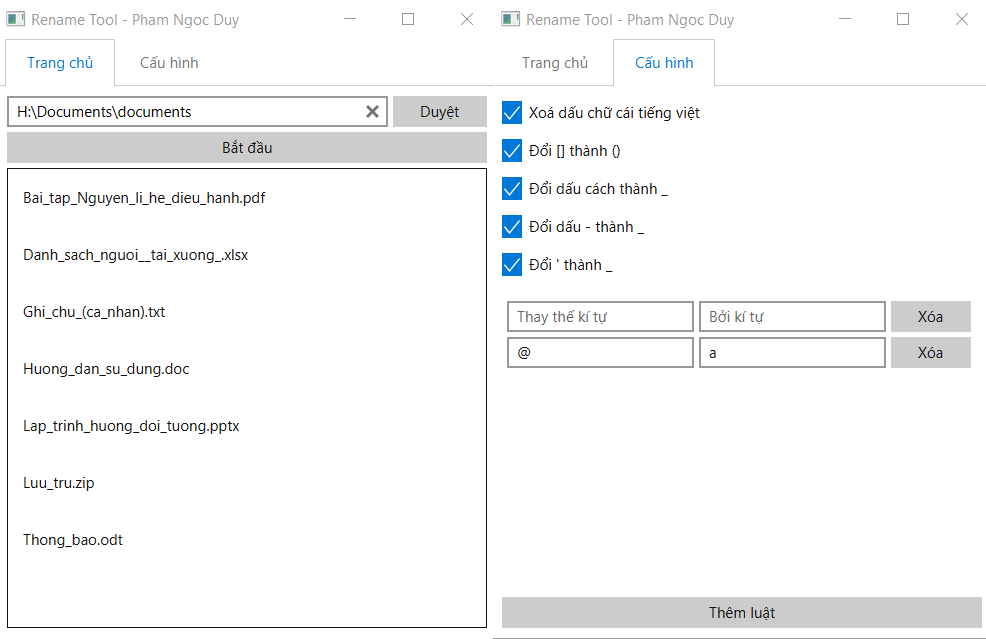 Rename Tool - Pham Ngoc Duy
Trang chủ Cấu hình
H:\Documents\documents Duyệt
Bắt đầu
Bai_tap_Nguyen_li_he_dieu_hanh.pdf
Danh_sach_nguoi__tai_xuong_.xlsx
Ghi_chu_(ca_nhan).txt
Huong_dan_su_dung.doc
Lap_trinh_huong_doi_tuong.pptx
Luu_tru.zip
Thong_bao.odt
Rename Tool - Pham Ngoc Duy
Trang chủ Cấu hình
Xoá dấu chữ cái tiếng việt
Đổi [] thành ()
Đổi dấu cách thành _
Đổi dấu - thành _
Đổi ' thành _
Thay thế kí tự Bởi kí tự Xóa
@ a Xóa
Thêm luật